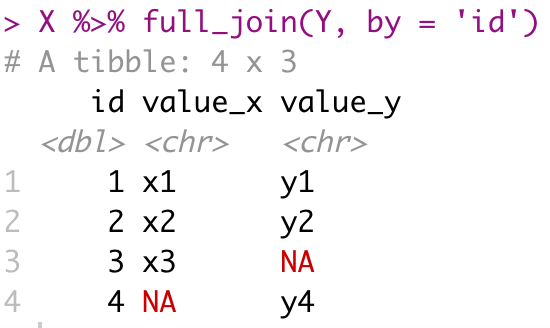 > X %>% full_join(Y, by = 'id')
# A tibble: 4 x 3
     id value_x value_y
  <dbl> <chr>   <chr>
1     1 x1      y1
2     2 x2      y2
3     3 x3      NA
4     4 NA      y4